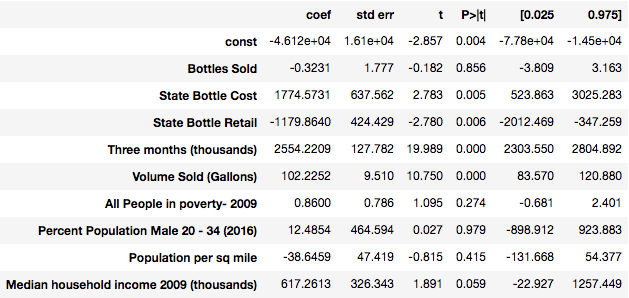 coef std err t P>|t| [0.025 0.975]
const -4.612e+04 1.61e+04 -2.857 0.004 -7.78e+04 -1.45e+04
Bottles Sold -0.3231 1.777 -0.182 0.856 -3.809 3.163
State Bottle Cost 1774.5731 637.562 2.783 0.005 523.863 3025.283
State Bottle Retail -1179.8640 424.429 -2.780 0.006 -2012.469 -347.259
Three months (thousands) 2554.2209 127.782 19.989 0.000 2303.550 2804.892
Volume Sold (Gallons) 102.2252 9.510 10.750 0.000 83.570 120.880
All People in poverty- 2009 0.8600 0.786 1.095 0.274 -0.681 2.401
Percent Population Male 20 - 34 (2016) 12.4854 464.594 0.027 0.979 -898.912 923.883
Population per sq mile -38.6459 47.419 -0.815 0.415 -131.668 54.377
Median household income 2009 (thousands) 617.2613 326.343 1.891 0.059 -22.927 1257.449